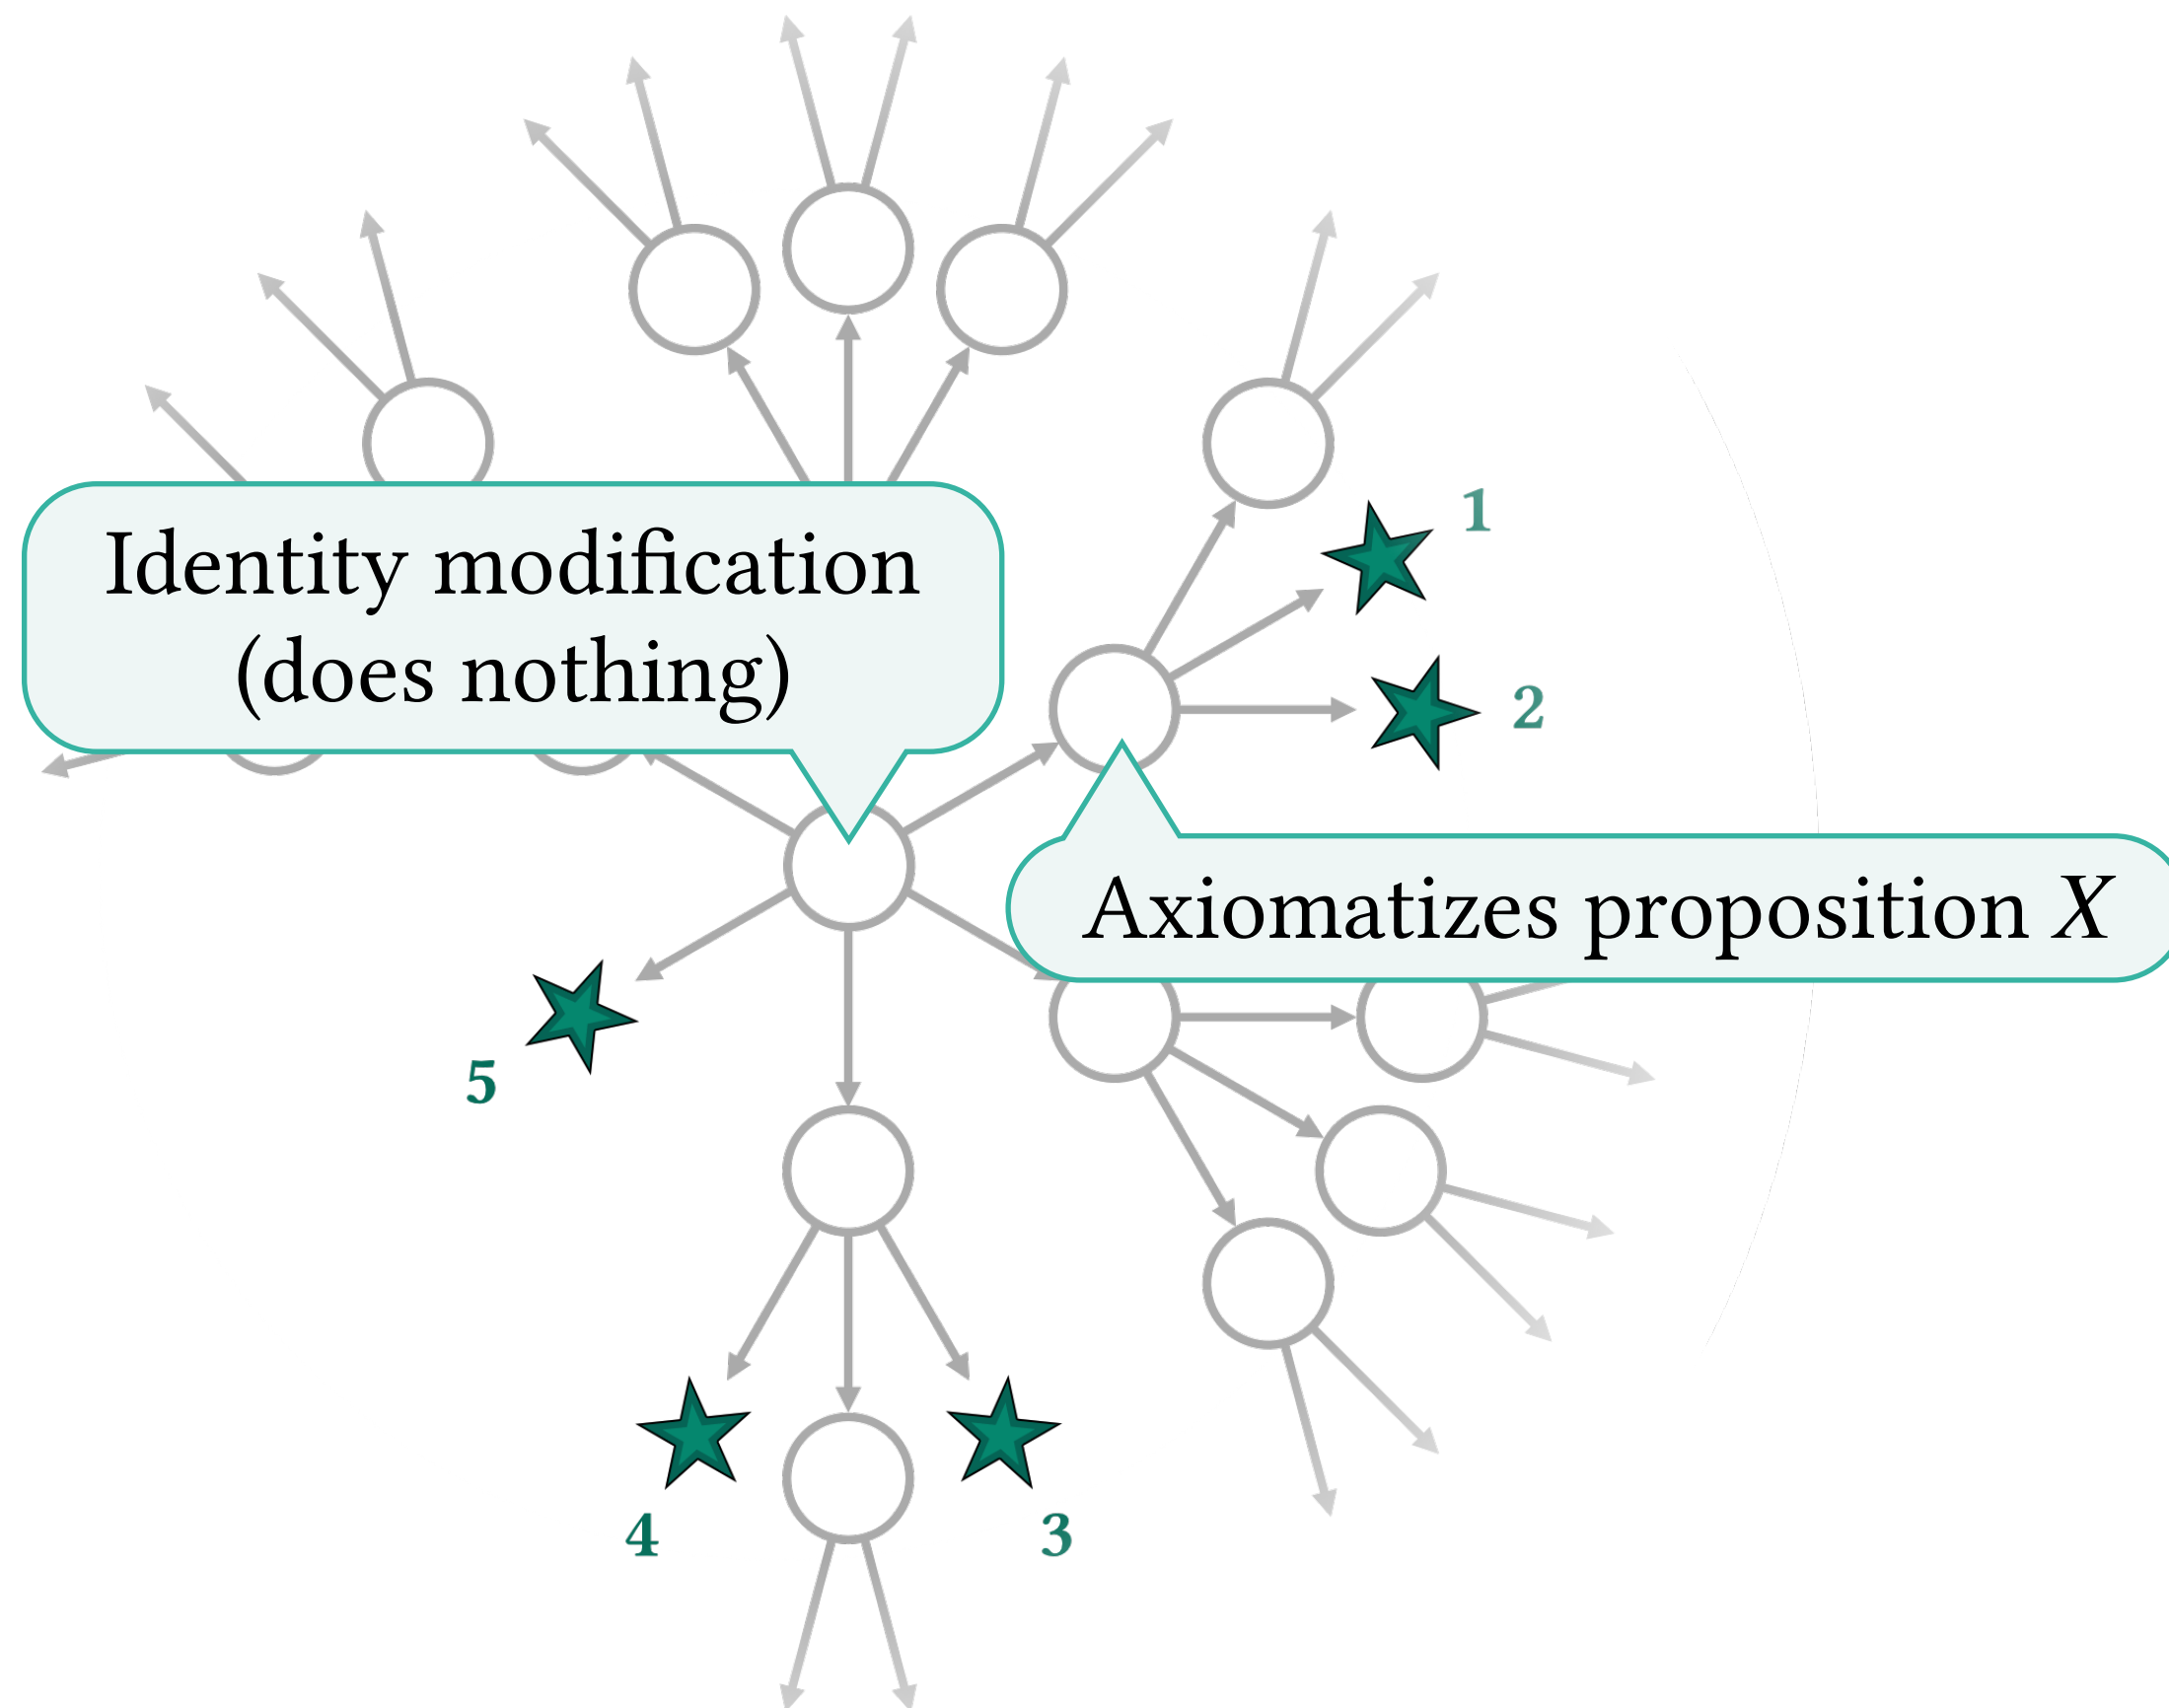 Identity modification
(does nothing)
1
2
Axiomatizes proposition X
5
4
3